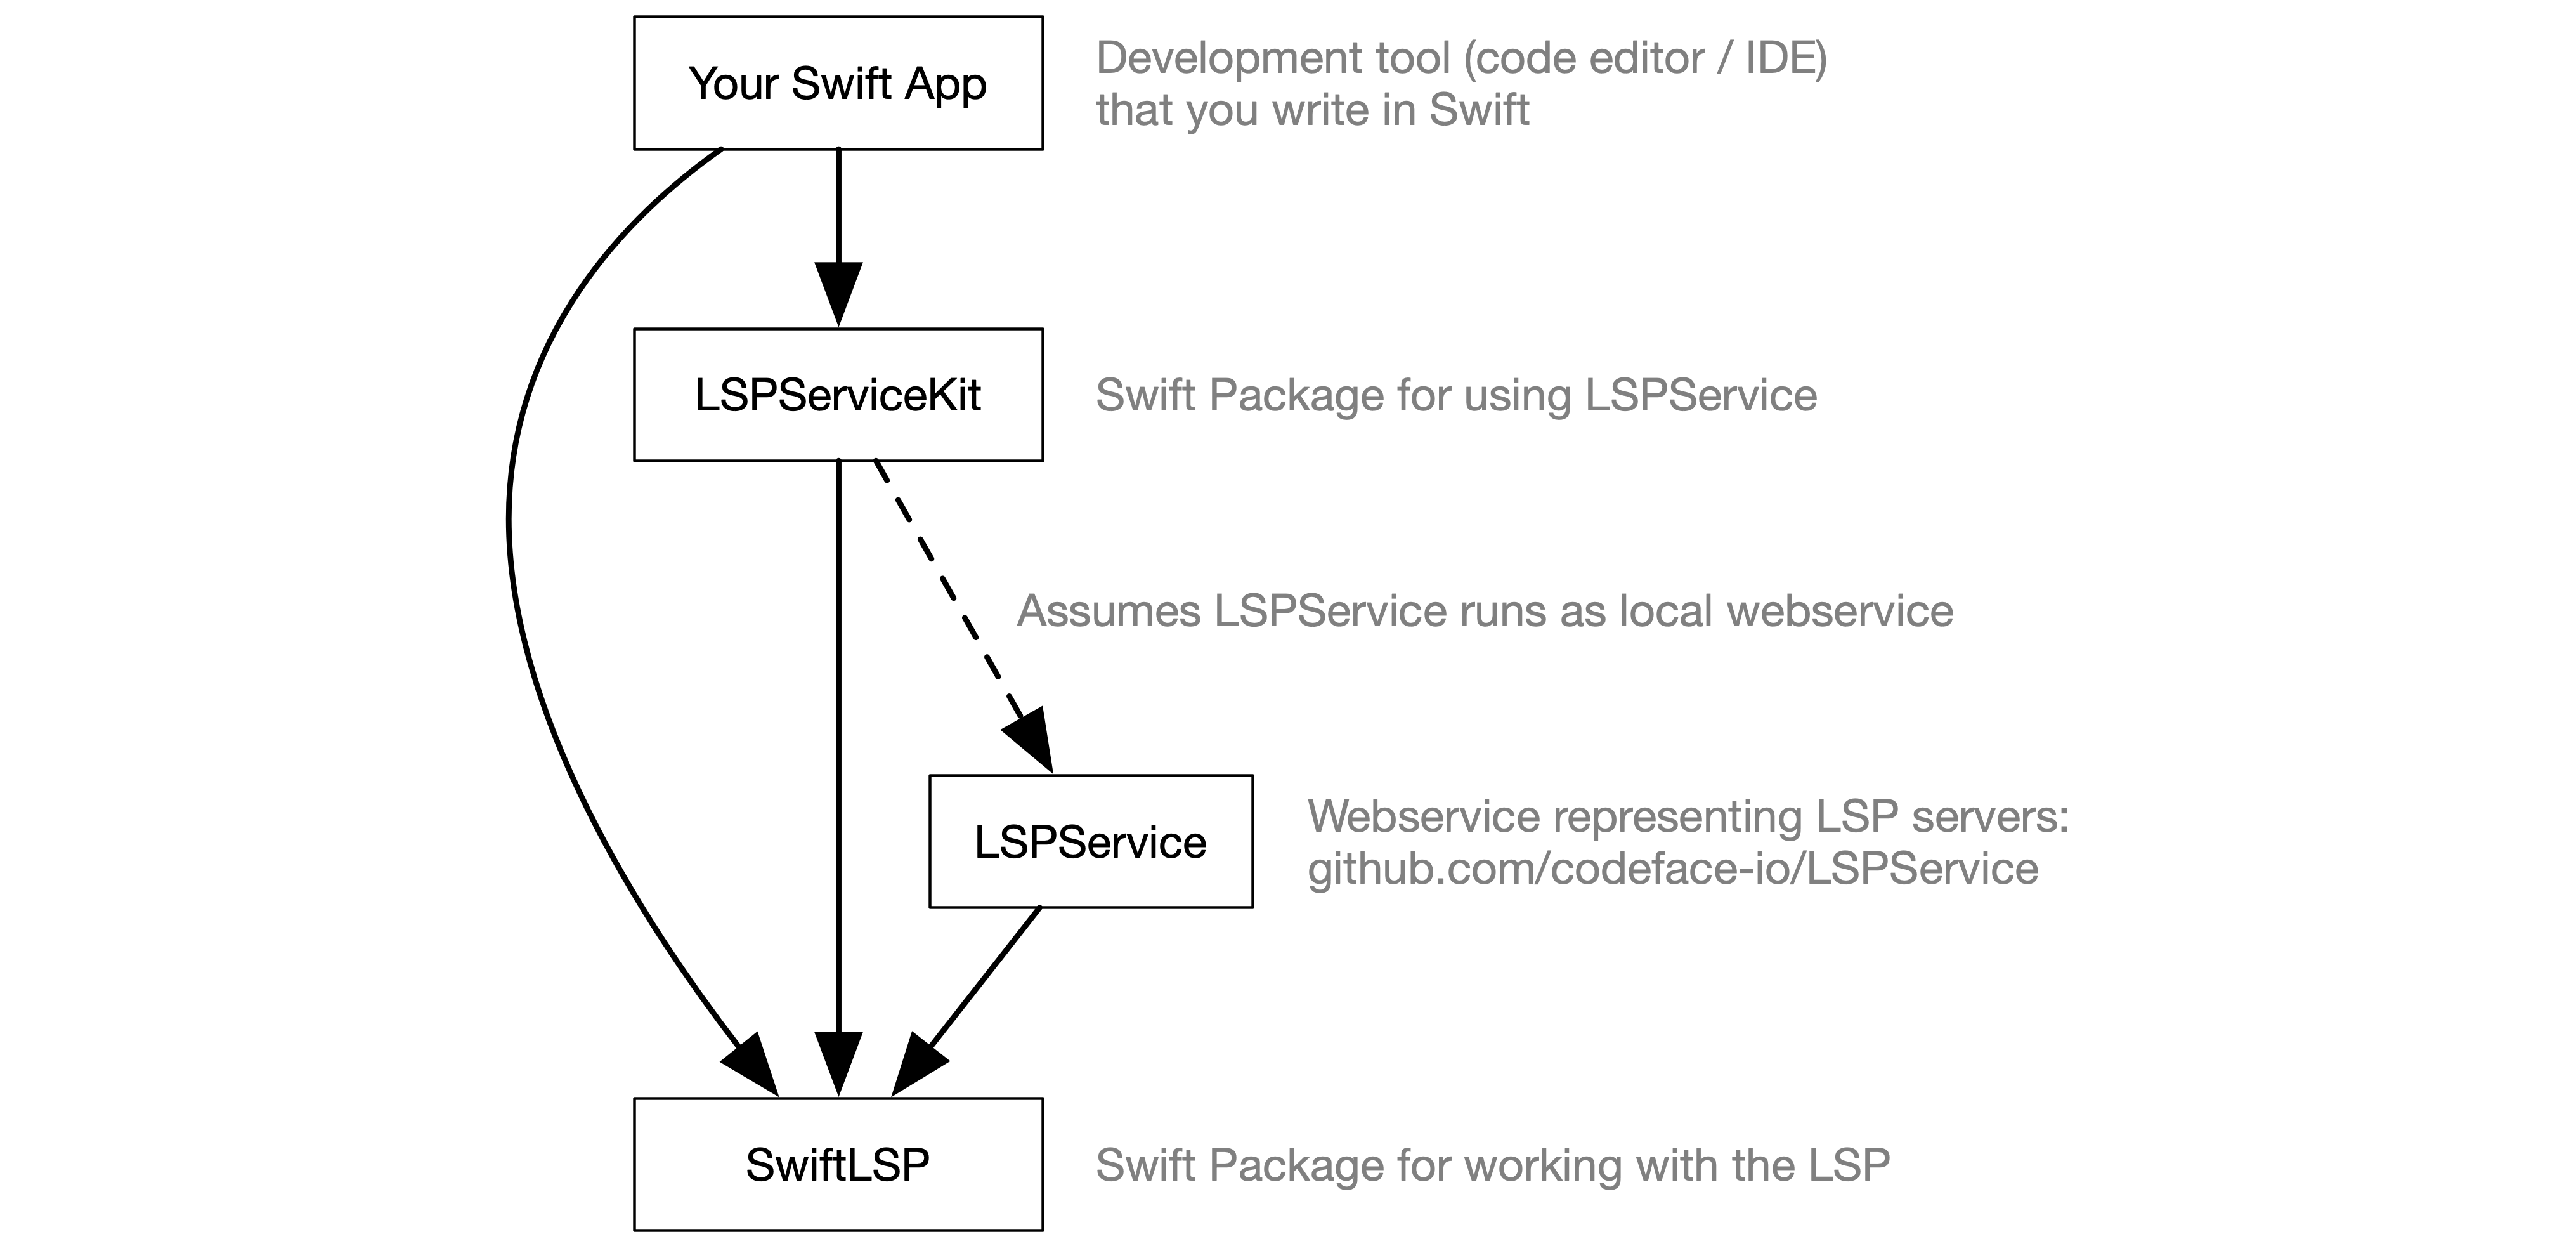 Your Swift App
Development tool (code editor / IDE)
that you write in Swift
LSPServiceKit
Swift Package for using LSPService
Assumes LSPService runs as local webservice
LSPService
Webservice representing LSP servers:
github.com/codeface-io/LSPService
SwiftLSP
Swift Package for working with the LSP